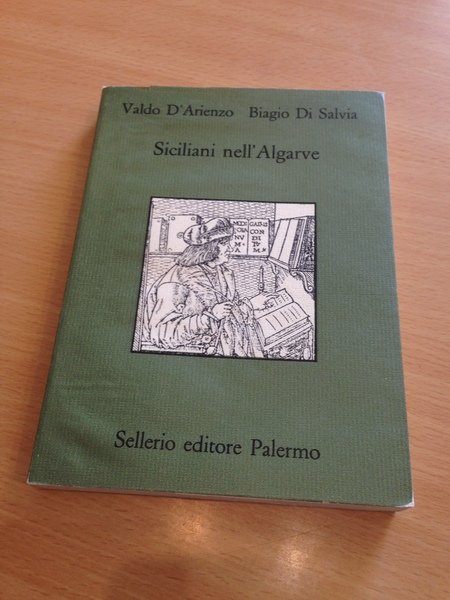 Valdo D'Arienzo Biagio Di Salvia
Siciliani nell'Algarve
Sellerio editore Palermo